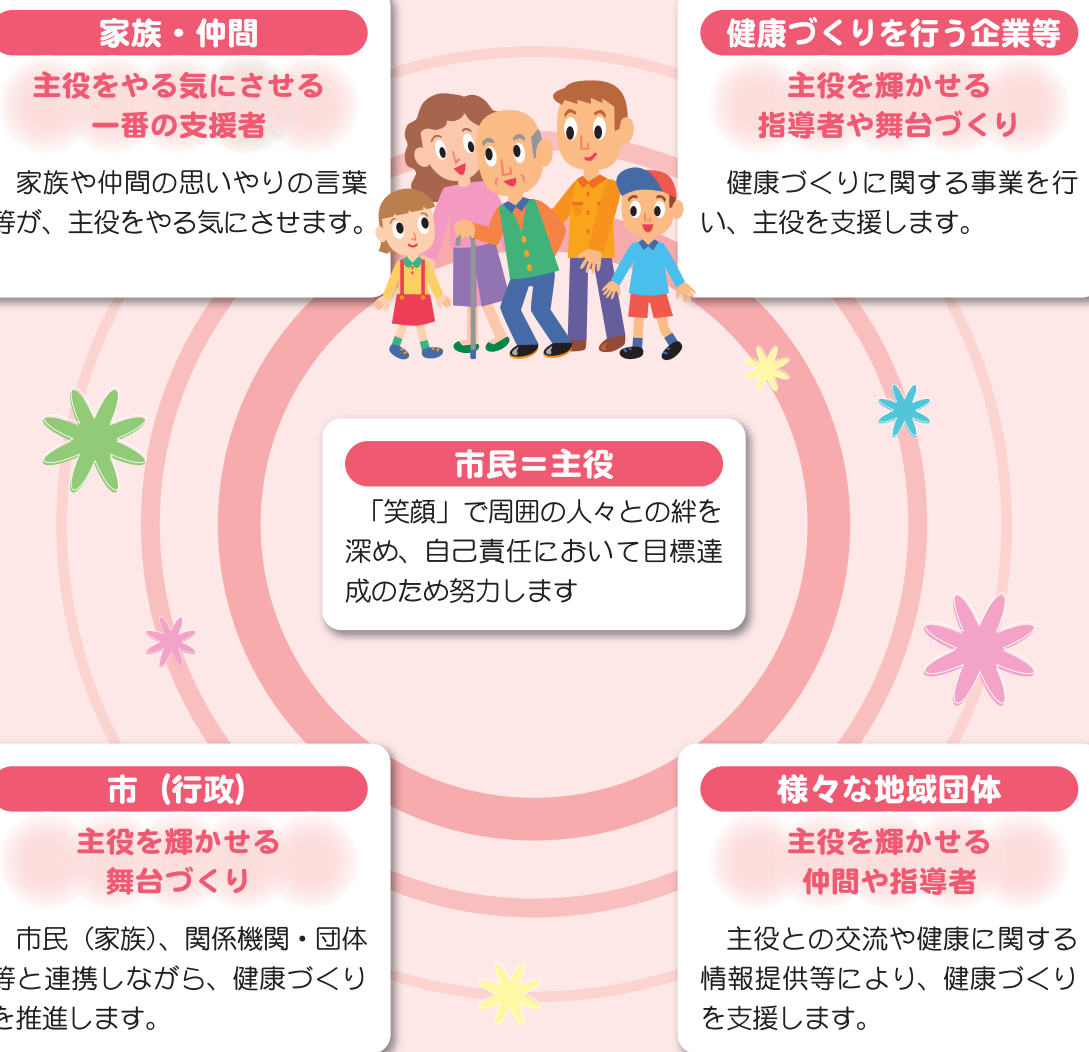 家族・仲間
主役をやる気にさせる
一番の支援者
家族や仲間の思いやりの言葉
等が、主役をやる気にさせます。
健康づくりを行う企業等
主役を輝かせる
指導者や舞台づくり
健康づくりに関する事業を行
い、主役を支援します。
市民＝主役
「笑顔」で周囲の人々との絆を
深め、自己責任において目標達
成のため努力します
市（行政）
主役を輝かせる
舞台づくり
市民（家族）、関係機関・団体
等と連携しながら、健康づくり
を推進します。
様々な地域団体
主役を輝かせる
仲間や指導者
主役との交流や健康に関する
情報提供等により、健康づくり
を支援します。